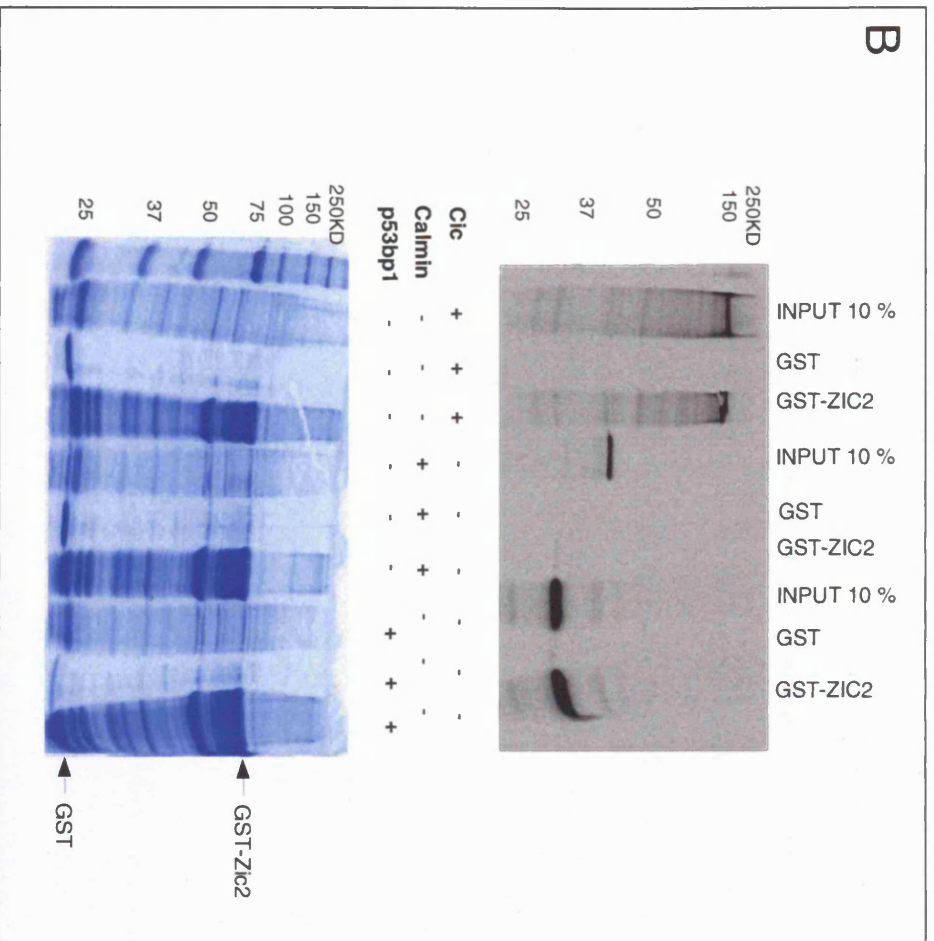 B
INPUT 10 %
GST
GST-ZIC2
INPUT 10 %
GST
GST-ZIC2
INPUT 10 %
GST
GST-ZIC2
250KD
150
50
37
25
Cic + + + - - - - - -
Calmin - - - + + + - - -
p53bp1 - - - - - - + + +
250KD
150
100
75
50
37
25
GST-Zic2
GST